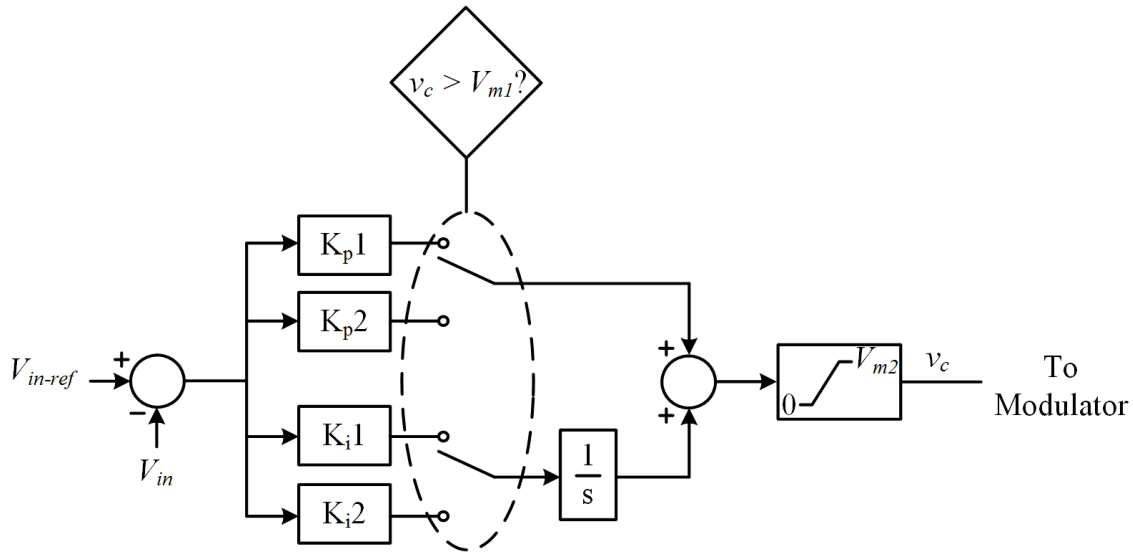 v_c > V_m1?
K_p1
K_p2
V_in-ref
+
−
V_in
K_i1
K_i2
1
s
+
+
0
V_m2
v_c
To
Modulator